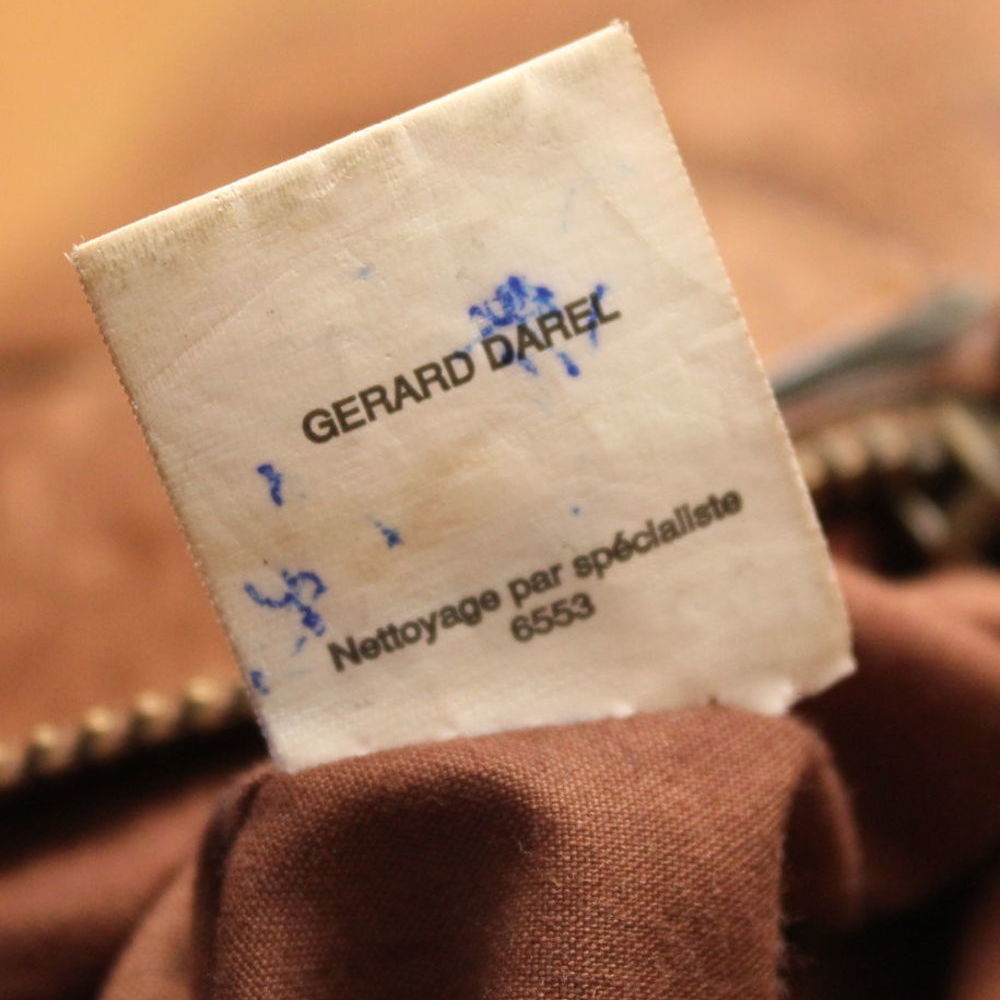 GERARD DAREL
Nettoyage par spécialiste
6553